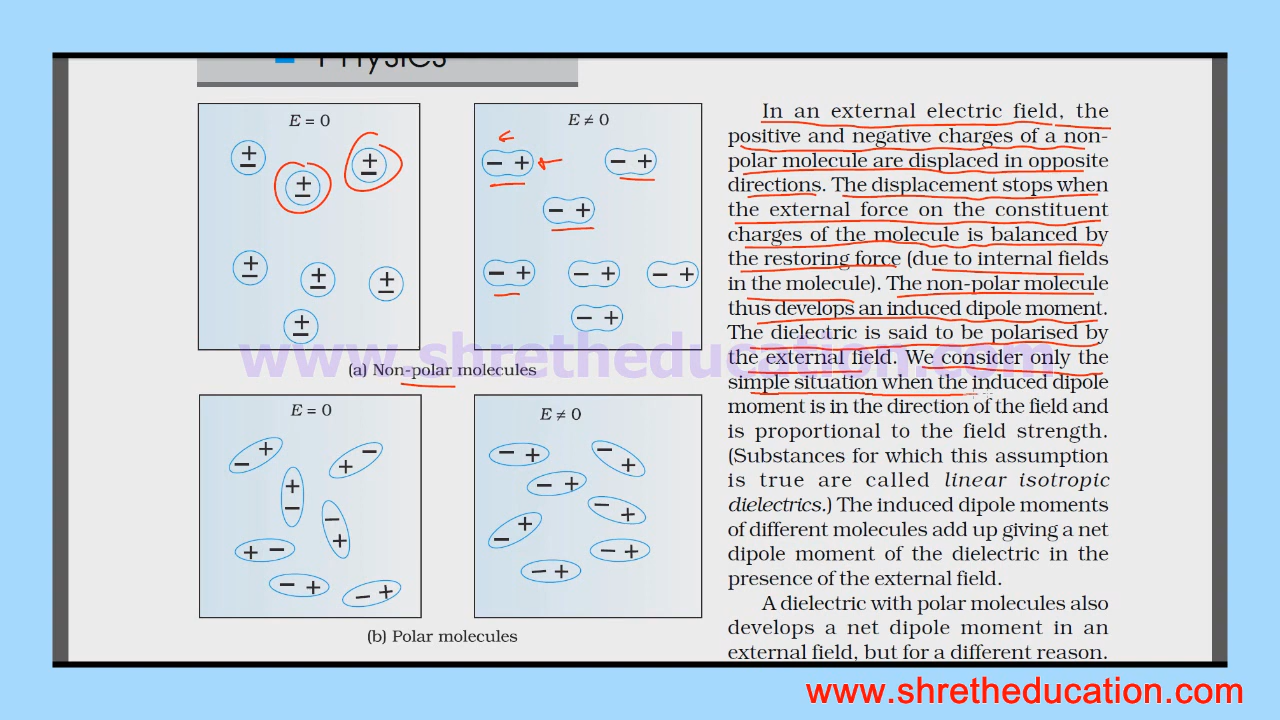 Physics
E = 0
E ≠ 0
(a) Non-polar molecules
E = 0
E ≠ 0
(b) Polar molecules
In an external electric field, the
positive and negative charges of a non-
polar molecule are displaced in opposite
directions. The displacement stops when
the external force on the constituent
charges of the molecule is balanced by
the restoring force (due to internal fields
in the molecule). The non-polar molecule
thus develops an induced dipole moment.
The dielectric is said to be polarised by
the external field. We consider only the
simple situation when the induced dipole
moment is in the direction of the field and
is proportional to the field strength.
(Substances for which this assumption
is true are called linear isotropic
dielectrics.) The induced dipole moments
of different molecules add up giving a net
dipole moment of the dielectric in the
presence of the external field.
A dielectric with polar molecules also
develops a net dipole moment in an
external field, but for a different reason.
www.shretheducation.com
www.shretheducation.com